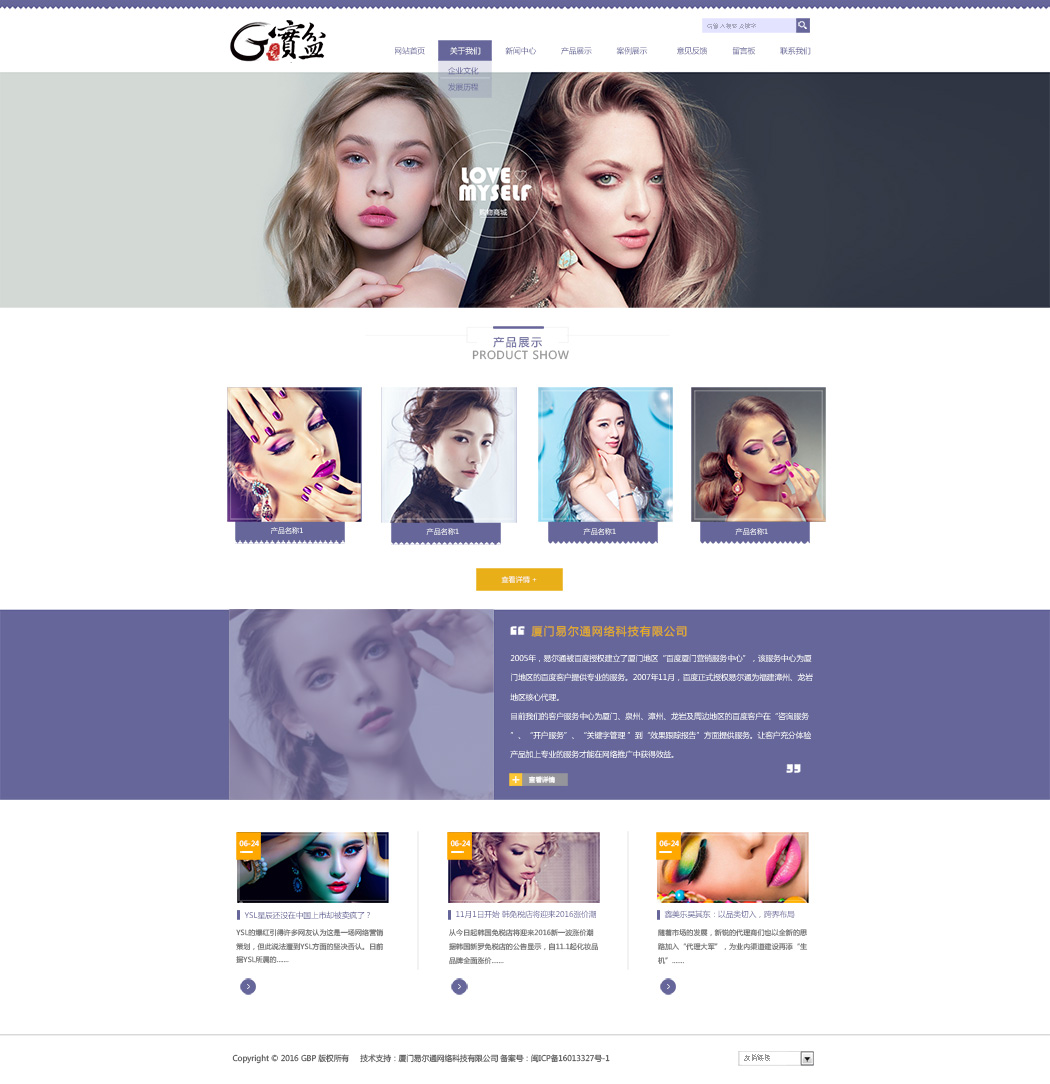 G寶盆
网站首页 关于我们 新闻中心 产品展示 案例展示 意见反馈 留言板 联系我们
企业文化
发展历程
LOVE
MYSELF
购物商城
产品展示
PRODUCT SHOW
产品名称1 产品名称1 产品名称1 产品名称1
查看详情 +
厦门易尔通网络科技有限公司
2005年，易尔通被百度授权建立了厦门地区“百度厦门营销服务中心”，该服务中心为厦
门地区的百度客户提供专业的服务。2007年11月，百度正式授权易尔通为福建漳州、龙岩
地区核心代理。
目前我们的客户服务中心为厦门、泉州、漳州、龙岩及周边地区的百度客户在“咨询服务
”、“开户服务”、“关键字管理 ”到“效果跟踪报告”方面提供服务。让客户充分体验
产品加上专业的服务才能在网络推广中获得效益。
查看详情
06-24
YSL星辰还没在中国上市却被卖疯了？
YSL的爆红引得许多网友认为这是一场网络营销
策划，但此说法遭到YSL方面的坚决否认。日前
据YSL所属的......
06-24
11月1日开始 韩免税店将迎来2016涨价潮
从今日起韩国免税店将迎来2016新一波涨价潮
据韩国新罗免税店的公告显示，自11.1起化妆品
品牌全面涨价......
06-24
鑫美乐吴其东：以品类切入，跨界布局
随着市场的发展，新锐的代理商们也以全新的思
路加入“代理大军”，为业内渠道建设再添“生
机”......
Copyright © 2016 GBP 版权所有 技术支持：厦门易尔通网络科技有限公司 备案号：闽ICP备16013327号-1
友情链接